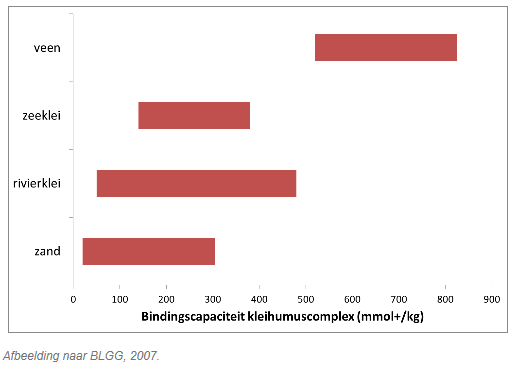 veen
zeeklei
rivierklei
zand
0 100 200 300 400 500 600 700 800 900
Bindingscapaciteit kleihumuscomplex (mmol+/kg)
Afbeelding naar BLGG, 2007.